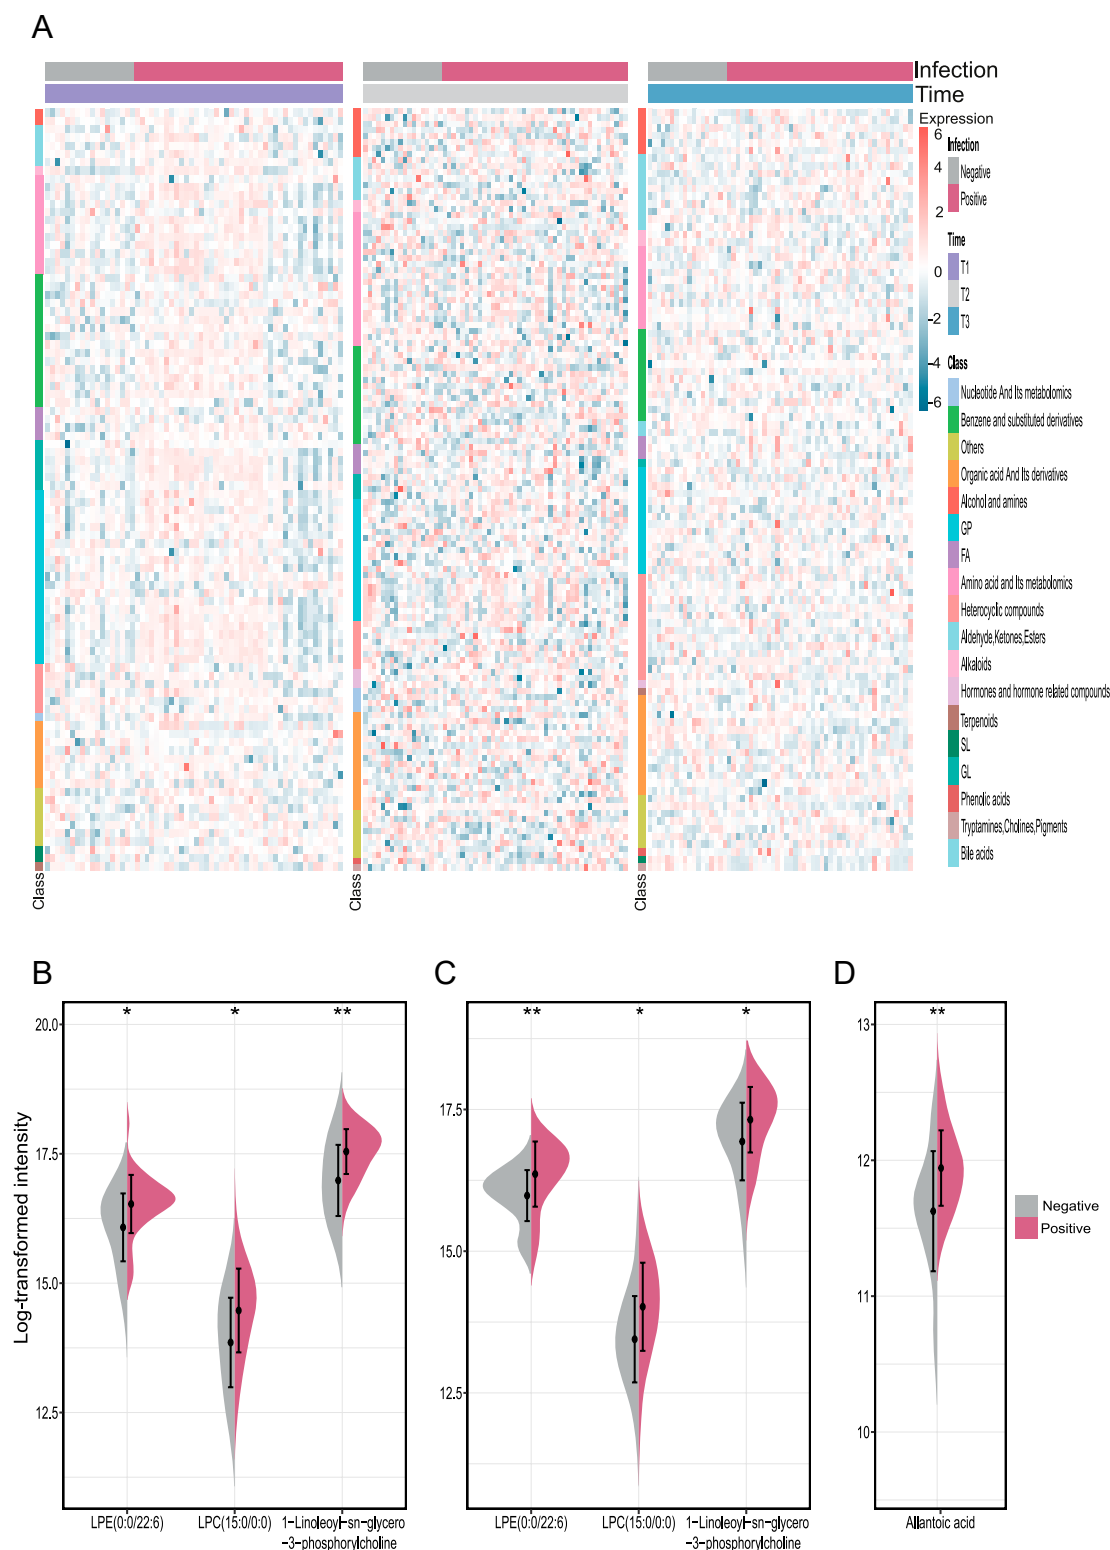 A
Infection
Time
Expression
6
4
2
0
-2
-4
-6
Infection
Negative
Positive
Time
T1
T2
T3
Class
Nucleotide And Its metabolomics
Benzene and substituted derivatives
Others
Organic acid And Its derivatives
Alcohol and amines
GP
FA
Amino acid and Its metabolomics
Heterocyclic compounds
Aldehyde,Ketones,Esters
Alkaloids
Hormones and hormone related compounds
Terpenoids
SL
GL
Phenolic acids
Tryptamines,Cholines,Pigments
Bile acids
Class
Class
Class
B
Log-transformed intensity
20.0
17.5
15.0
12.5
*
*
**
LPE(0:0/22:6)
LPC(15:0/0:0)
1-Linoleoyl-sn-glycero
-3-phosphorylcholine
C
17.5
15.0
12.5
**
*
*
LPE(0:0/22:6)
LPC(15:0/0:0)
1-Linoleoyl-sn-glycero
-3-phosphorylcholine
D
13
12
11
10
**
Allantoic acid
Negative
Positive